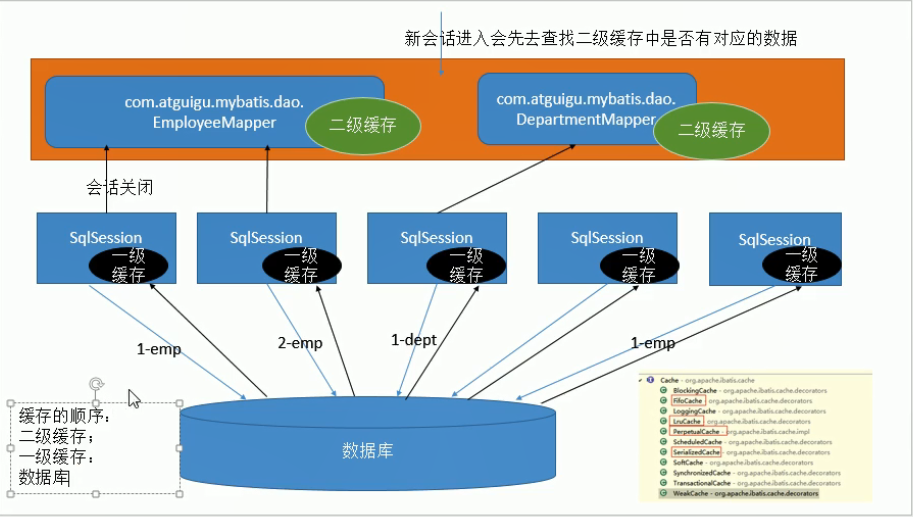 新会话进入会先去查找二级缓存中是否有对应的数据
com.atguigu.mybatis.dao.
EmployeeMapper
二级缓存
com.atguigu.mybatis.dao.
DepartmentMapper
二级缓存
会话关闭
SqlSession
一级
缓存
SqlSession
一级
缓存
SqlSession
一级
缓存
SqlSession
一级
缓存
SqlSession
一级
缓存
1-emp
2-emp
1-dept
1-emp
缓存的顺序：
二级缓存；
一级缓存：
数据库
数据库
Cache - org.apache.ibatis.cache
BlockingCache - org.apache.ibatis.cache.decorators
FifoCache - org.apache.ibatis.cache.decorators
LoggingCache - org.apache.ibatis.cache.decorators
LruCache - org.apache.ibatis.cache.decorators
PerpetualCache - org.apache.ibatis.cache.impl
ScheduledCache - org.apache.ibatis.cache.decorators
SerializedCache - org.apache.ibatis.cache.decorators
SoftCache - org.apache.ibatis.cache.decorators
SynchronizedCache - org.apache.ibatis.cache.decorators
TransactionalCache - org.apache.ibatis.cache.decorators
WeakCache - org.apache.ibatis.cache.decorators